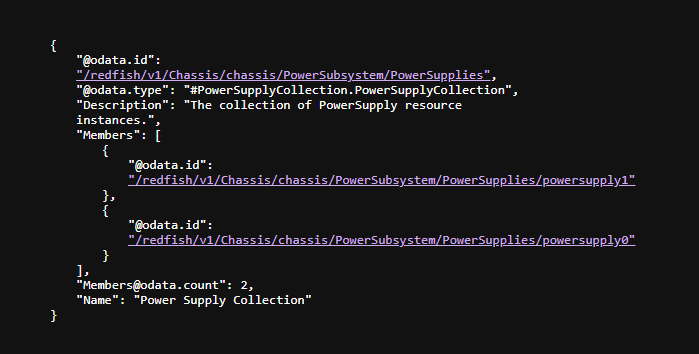 {
    "@odata.id":
    "/redfish/v1/Chassis/chassis/PowerSubsystem/PowerSupplies",
    "@odata.type": "#PowerSupplyCollection.PowerSupplyCollection",
    "Description": "The collection of PowerSupply resource
    instances.",
    "Members": [
        {
            "@odata.id":
            "/redfish/v1/Chassis/chassis/PowerSubsystem/PowerSupplies/powersupply1"
        },
        {
            "@odata.id":
            "/redfish/v1/Chassis/chassis/PowerSubsystem/PowerSupplies/powersupply0"
        }
    ],
    "Members@odata.count": 2,
    "Name": "Power Supply Collection"
}